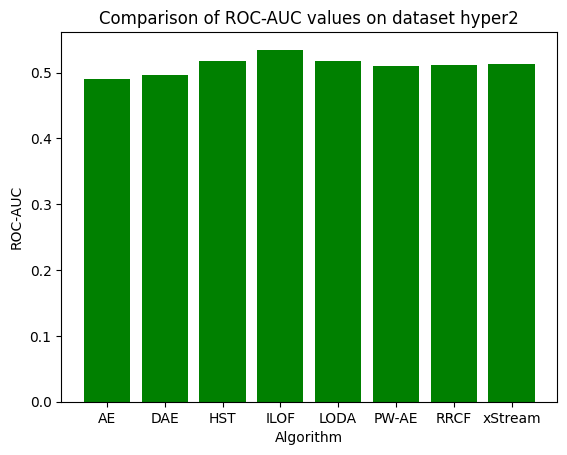 Comparison of ROC-AUC values on dataset hyper2
ROC-AUC
0.5
0.4
0.3
0.2
0.1
0.0
AE DAE HST ILOF LODA PW-AE RRCF xStream
Algorithm